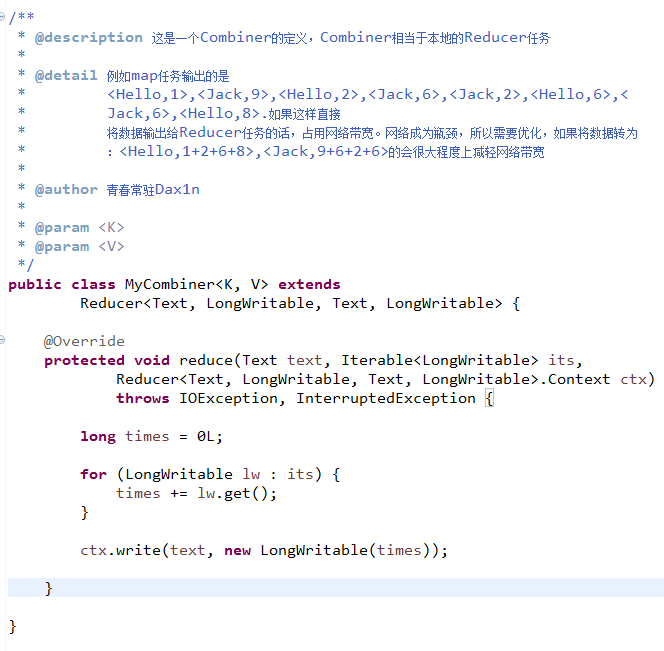 /**
 * @description 这是一个Combiner的定义，Combiner相当于本地的Reducer任务
 *
 * @detail 例如map任务输出的是
 *         <Hello,1>,<Jack,9>,<Hello,2>,<Jack,6>,<Jack,2>,<Hello,6>,<
 *         Jack,6>,<Hello,8>.如果这样直接
 *         将数据输出给Reducer任务的话，占用网络带宽。网络成为瓶颈，所以需要优化，如果将数据转为
 *         ：<Hello,1+2+6+8>,<Jack,9+6+2+6>的会很大程度上减轻网络带宽
 *
 * @author 青春常驻Dax1n
 *
 * @param <K>
 * @param <V>
 */
public class MyCombiner<K, V> extends
        Reducer<Text, LongWritable, Text, LongWritable> {
    @Override
    protected void reduce(Text text, Iterable<LongWritable> its,
            Reducer<Text, LongWritable, Text, LongWritable>.Context ctx)
            throws IOException, InterruptedException {
        long times = 0L;
        for (LongWritable lw : its) {
            times += lw.get();
        }
        ctx.write(text, new LongWritable(times));
    }
}